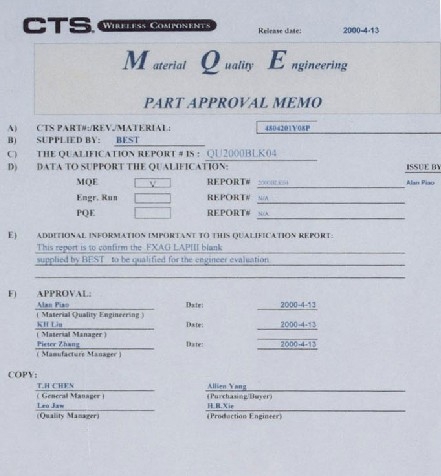 CTS. WIRELESS COMPONENTS
Release date: 2000-4-13
Material Quality Engineering
PART APPROVAL MEMO
A) CTS PART#:/REV./MATERIAL: 4804201Y08P
B) SUPPLIED BY: BEST
C) THE QUALIFICATION REPORT # IS : QU2000BLK04
D) DATA TO SUPPORT THE QUALIFICATION: ISSUE BY
MQE V REPORT# 2000BLK04 Alan Piao
Engr. Run REPORT# N/A
PQE REPORT# N/A
E) ADDITIONAL INFORMATION IMPORTANT TO THIS QUALIFICATION REPORT:
This report is to confirm the FXAG LAPIII blank
supplied by BEST to be qualified for the engineer evaluation.
F) APPROVAL:
Alan Piao Date: 2000-4-13
( Material Quality Engineering )
KH Liu Date: 2000-4-13
( Material Manager )
Pieter Zhang Date: 2000-4-13
( Manufacture Manager )
COPY:
T.H CHEN Allien Yang
( General Manager ) (Purchasing/Buyer)
Leo Jaw H.B.Xie
(Quality Manager) (Production Engineer)